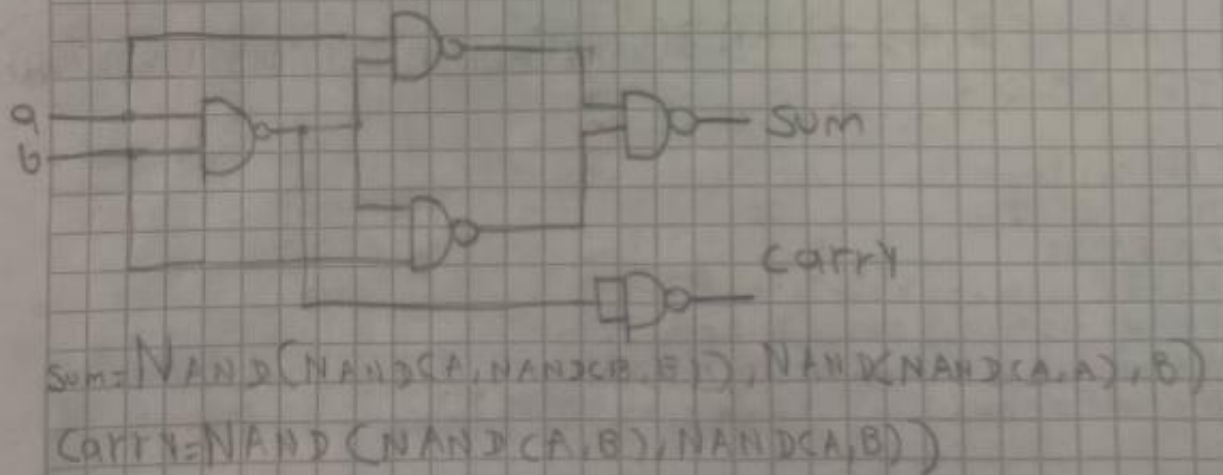 a
b
Sum
Carry
Sum=NAND(NAND(A,NAND(B,B)),NAND(NAND(A,A),B)
Carry=NAND(NAND(A,B),NAND(A,B))